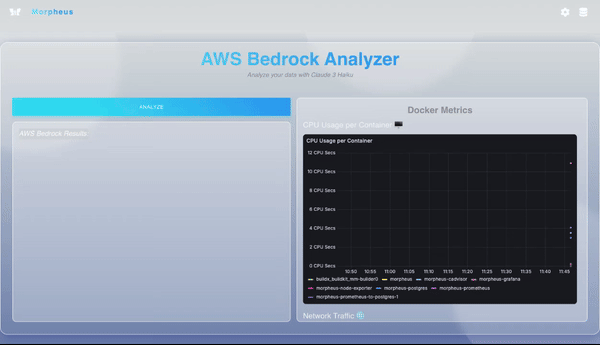 Morpheus
AWS Bedrock Analyzer
Analyze your data with Claude 3 Haiku
ANALYZE
AWS Bedrock Results:
Docker Metrics
CPU Usage per Container
CPU Usage per Container
12 CPU Secs
10 CPU Secs
8 CPU Secs
6 CPU Secs
4 CPU Secs
2 CPU Secs
0 CPU Secs
10:50 10:55 11:00 11:05 11:10 11:15 11:20 11:25 11:30 11:35 11:40 11:45
buildx_buildkit_mm-builder0 morpheus morpheus-cadvisor morpheus-grafana
morpheus-node-exporter morpheus-postgres morpheus-prometheus
morpheus-prometheus-to-postgres-1
Network Traffic